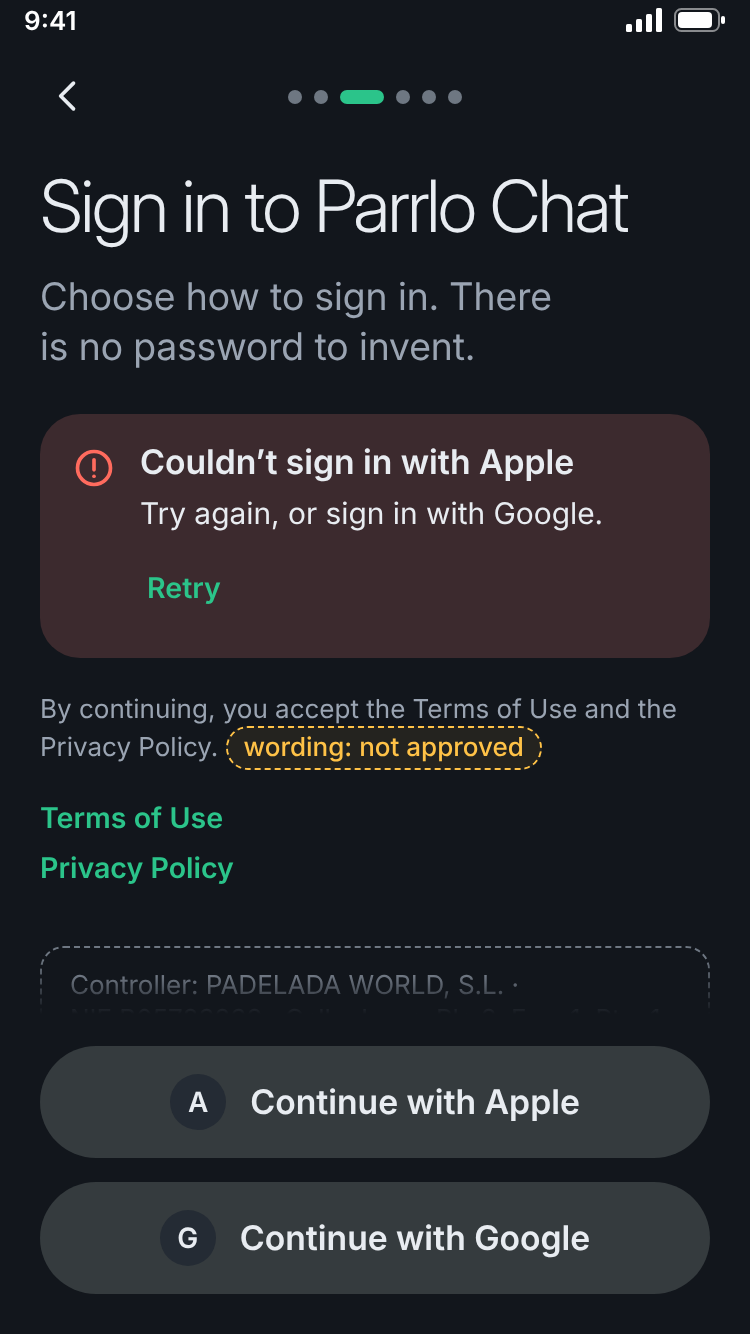 9:41
Sign in to Parrlo Chat
Choose how to sign in. There
is no password to invent.
Couldn’t sign in with Apple
Try again, or sign in with Google.
Retry
By continuing, you accept the Terms of Use and the
Privacy Policy. wording: not approved
Terms of Use
Privacy Policy
Controller: PADELADA WORLD, S.L. ·
A Continue with Apple
G Continue with Google